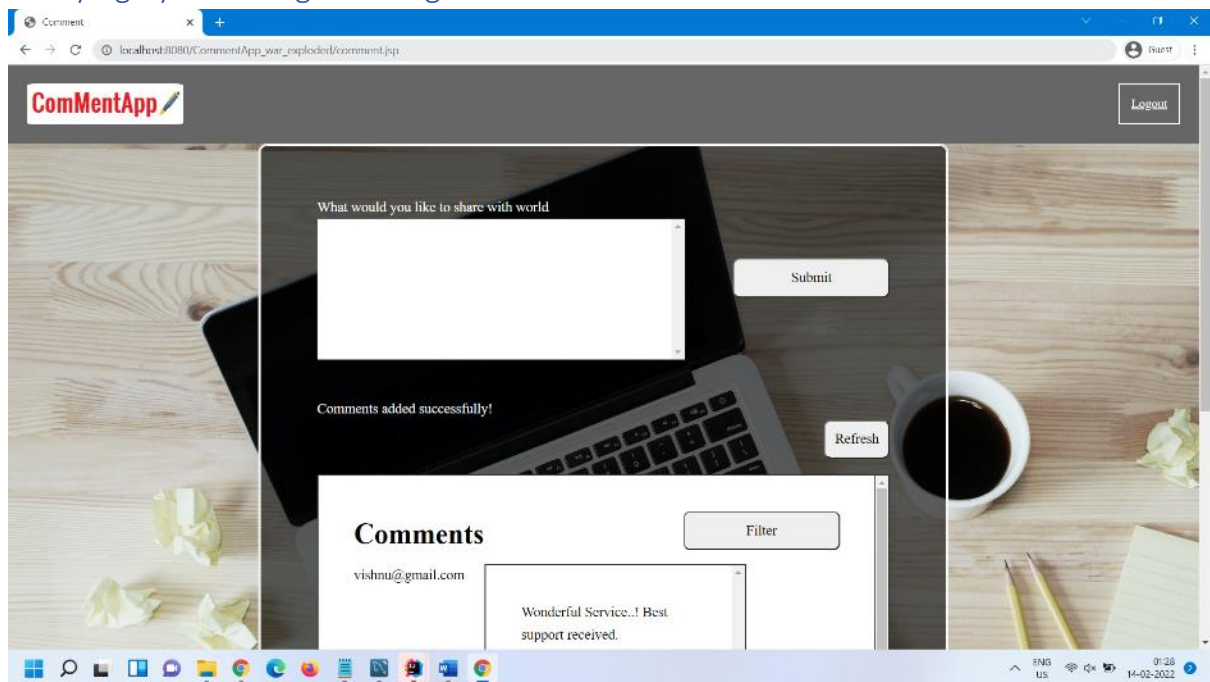 Comment
localhost:8080/CommentApp_war_exploded/comment.jsp
Guest
ComMentApp
Logout
What would you like to share with world
Submit
Comments added successfully!
Refresh
Comments
Filter
vishnu@gmail.com
Wonderful Service..! Best
support received.
ENG
US
01:28
14-02-2022
2